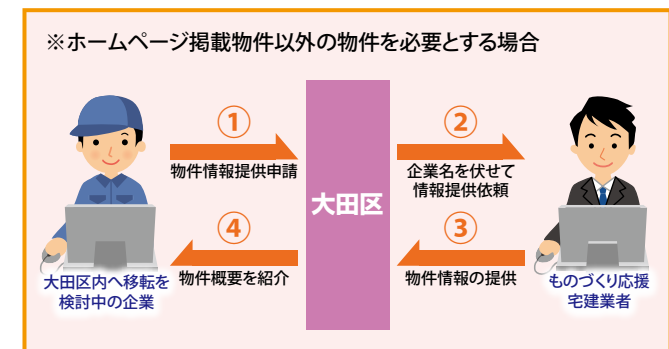 ※ホームページ掲載物件以外の物件を必要とする場合
①
物件情報提供申請
②
企業名を伏せて
情報提供依頼
大田区
④
物件概要を紹介
③
物件情報の提供
大田区内へ移転を
検討中の企業
ものづくり応援
宅建業者